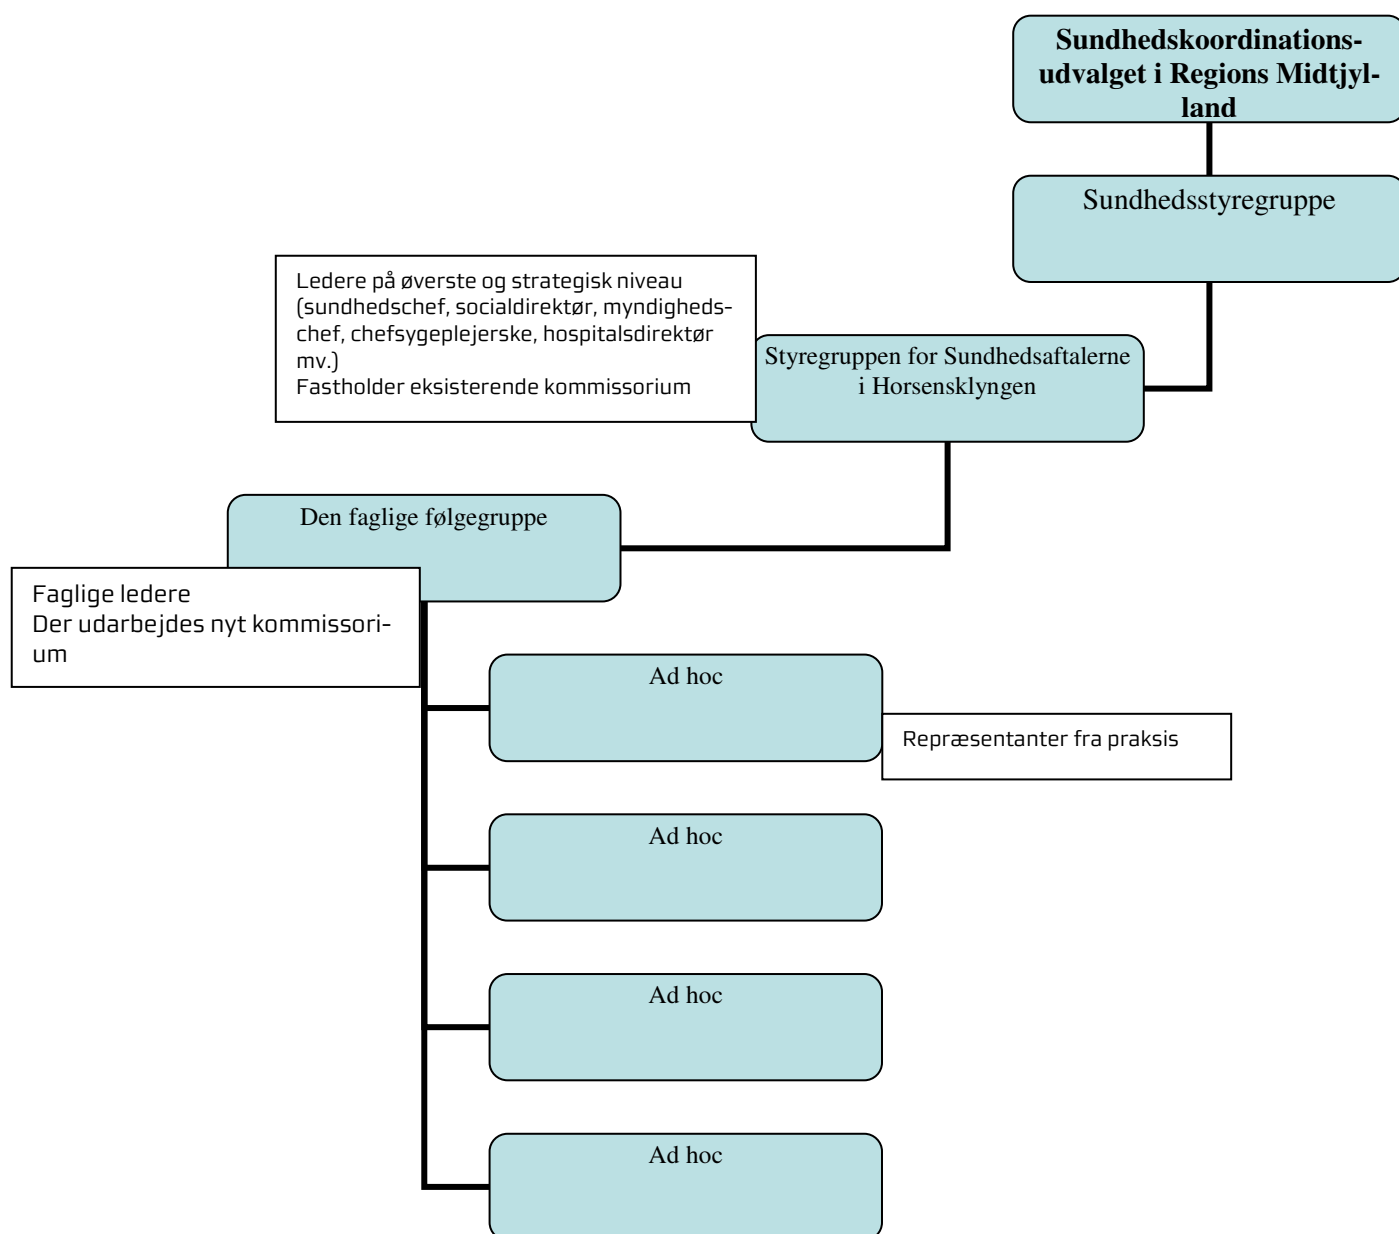 Sundhedskoordinations-
udvalget i Regions Midtjyl-
land
Sundhedsstyregruppe
Ledere på øverste og strategisk niveau
(sundhedschef, socialdirektør, myndigheds-
chef, chefsygeplejerske, hospitalsdirektør
mv.)
Fastholder eksisterende kommissorium
Styregruppen for Sundhedsaftalerne
i Horsensklyngen
Den faglige følgegruppe
Faglige ledere
Der udarbejdes nyt kommissori-
um
Ad hoc
Repræsentanter fra praksis
Ad hoc
Ad hoc
Ad hoc